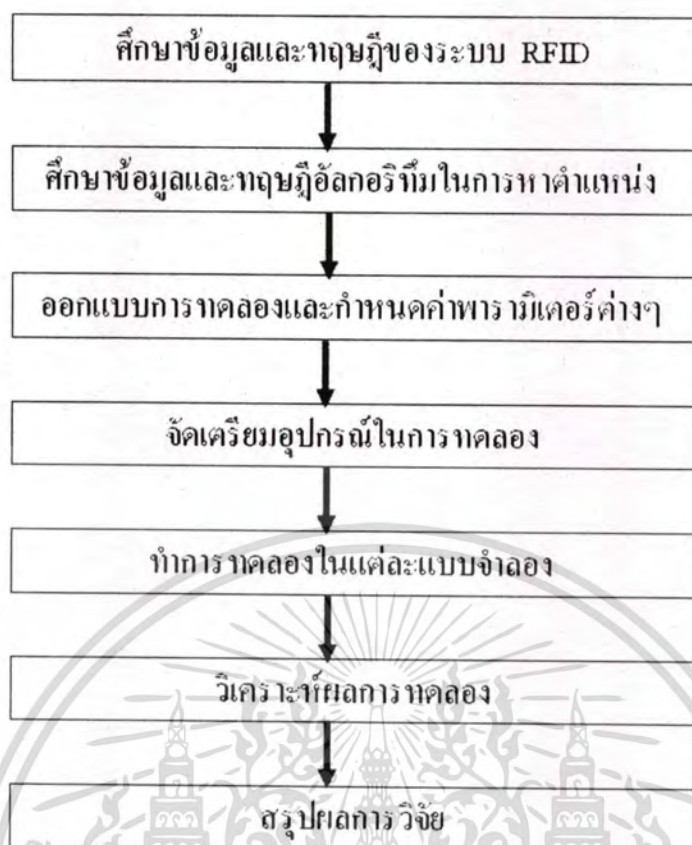 ศึกษาข้อมูลและทฤษฎีของระบบ RFID
ศึกษาข้อมูลและทฤษฎีอัลกอริทึมในการหาตำแหน่ง
ออกแบบการทดลองและกำหนดค่าพารามิเตอร์ต่างๆ
จัดเตรียมอุปกรณ์ในการทดลอง
ทำการทดลองในแต่ละแบบจำลอง
วิเคราะห์ผลการทดลอง
สรุปผลการวิจัย